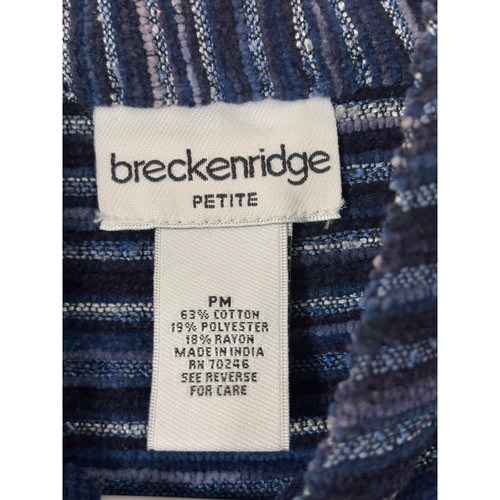 breckenridge
PETITE
PM
63% COTTON
19% POLYESTER
18% RAYON
MADE IN INDIA
RN 70246
SEE REVERSE
FOR CARE